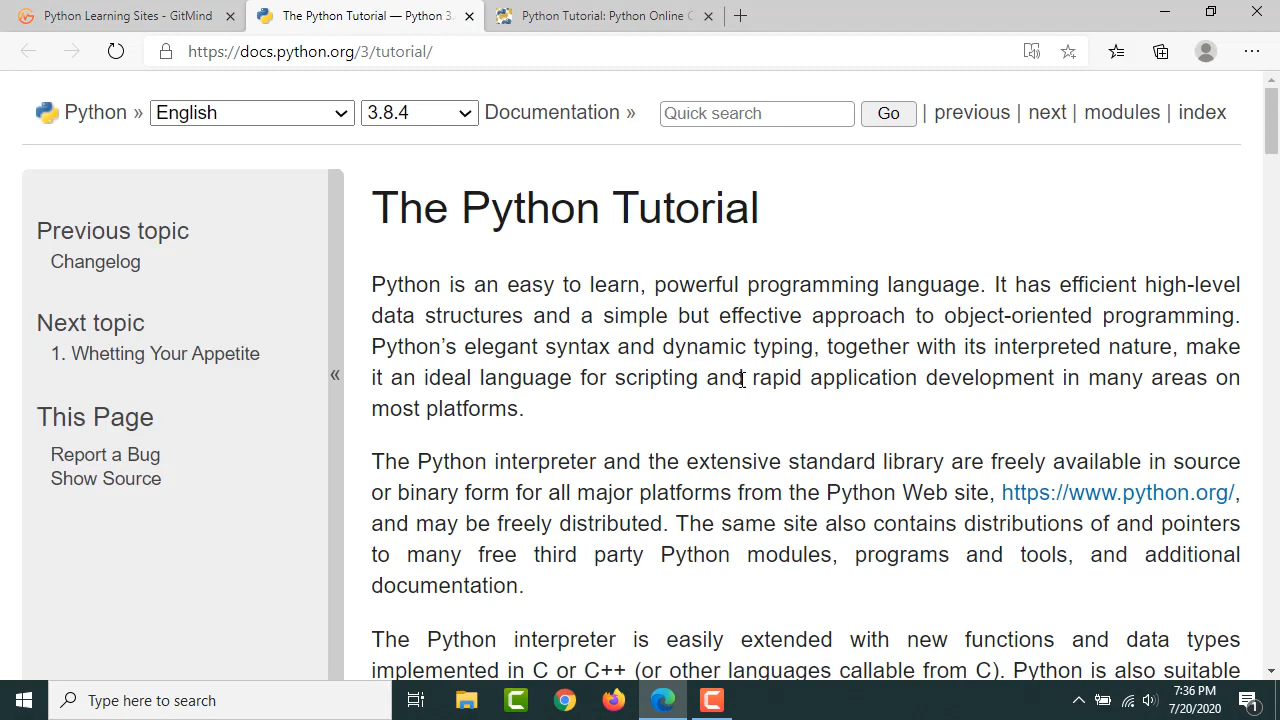 Python Learning Sites - GitMind
The Python Tutorial — Python 3.
Python Tutorial: Python Online C
https://docs.python.org/3/tutorial/
Python » English 3.8.4 Documentation » Quick search Go | previous | next | modules | index
Previous topic
Changelog
Next topic
1. Whetting Your Appetite
This Page
Report a Bug
Show Source
«
The Python Tutorial
Python is an easy to learn, powerful programming language. It has efficient high-level
data structures and a simple but effective approach to object-oriented programming.
Python’s elegant syntax and dynamic typing, together with its interpreted nature, make
it an ideal language for scripting and rapid application development in many areas on
most platforms.
The Python interpreter and the extensive standard library are freely available in source
or binary form for all major platforms from the Python Web site, https://www.python.org/,
and may be freely distributed. The same site also contains distributions of and pointers
to many free third party Python modules, programs and tools, and additional
documentation.
The Python interpreter is easily extended with new functions and data types
implemented in C or C++ (or other languages callable from C). Python is also suitable
Type here to search
7:36 PM
7/20/2020
1